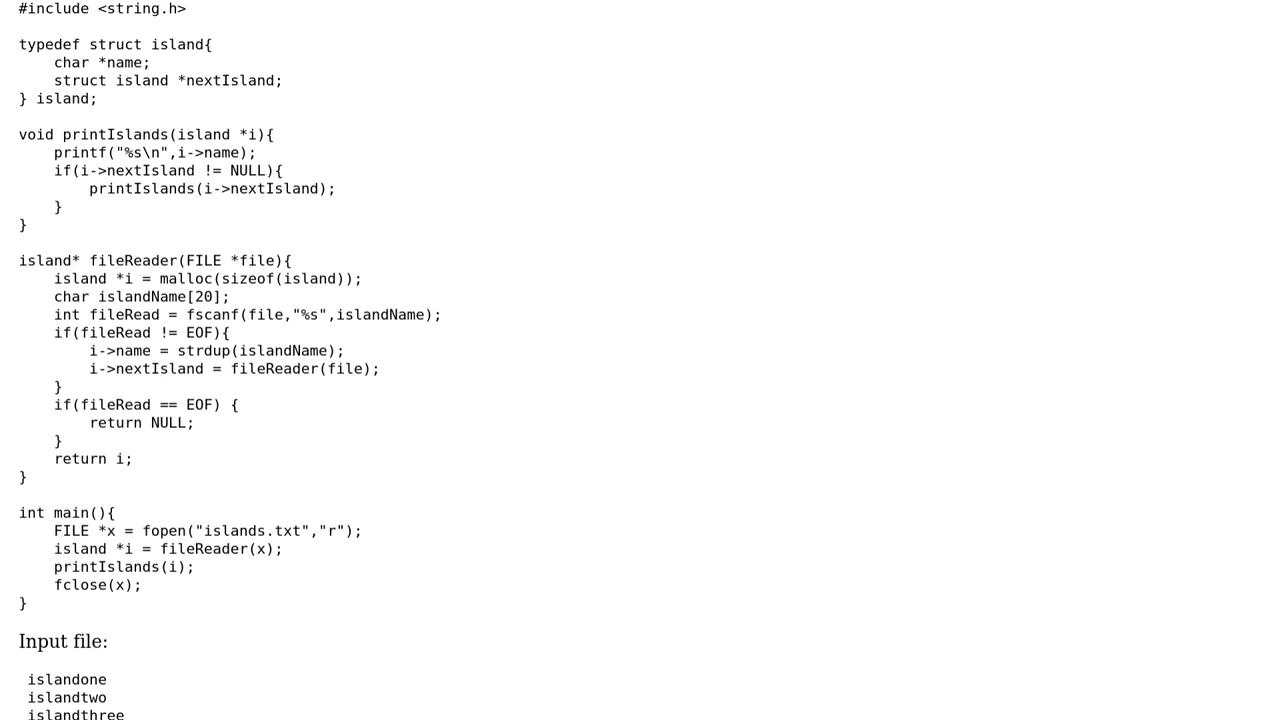 #include <string.h>
typedef struct island{
    char *name;
    struct island *nextIsland;
} island;
void printIslands(island *i){
    printf("%s\n",i->name);
    if(i->nextIsland != NULL){
        printIslands(i->nextIsland);
    }
}
island* fileReader(FILE *file){
    island *i = malloc(sizeof(island));
    char islandName[20];
    int fileRead = fscanf(file,"%s",islandName);
    if(fileRead != EOF){
        i->name = strdup(islandName);
        i->nextIsland = fileReader(file);
    }
    if(fileRead == EOF) {
        return NULL;
    }
    return i;
}
int main(){
    FILE *x = fopen("islands.txt","r");
    island *i = fileReader(x);
    printIslands(i);
    fclose(x);
}
Input file:
islandone
islandtwo
islandthree